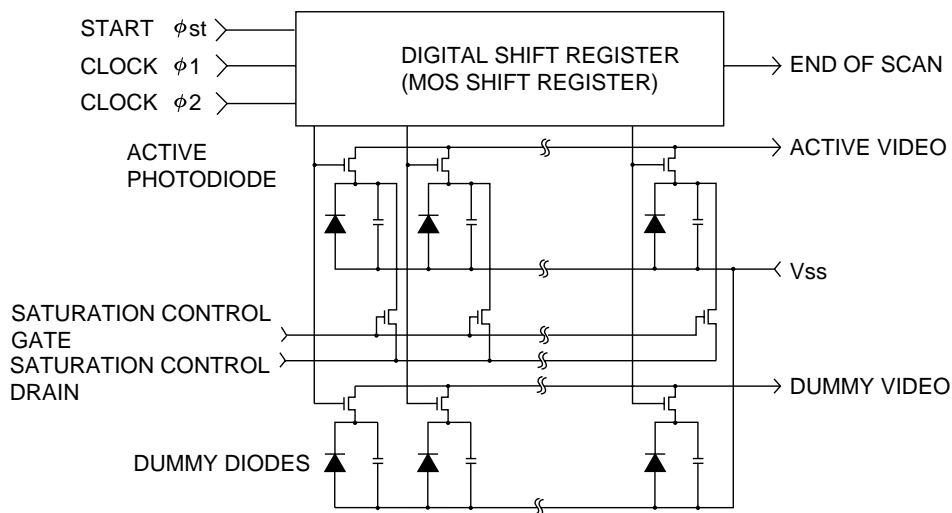 START ϕst
CLOCK ϕ1
CLOCK ϕ2
DIGITAL SHIFT REGISTER
(MOS SHIFT REGISTER)
END OF SCAN
ACTIVE
PHOTODIODE
ACTIVE VIDEO
Vss
SATURATION CONTROL
GATE
SATURATION CONTROL
DRAIN
DUMMY VIDEO
DUMMY DIODES